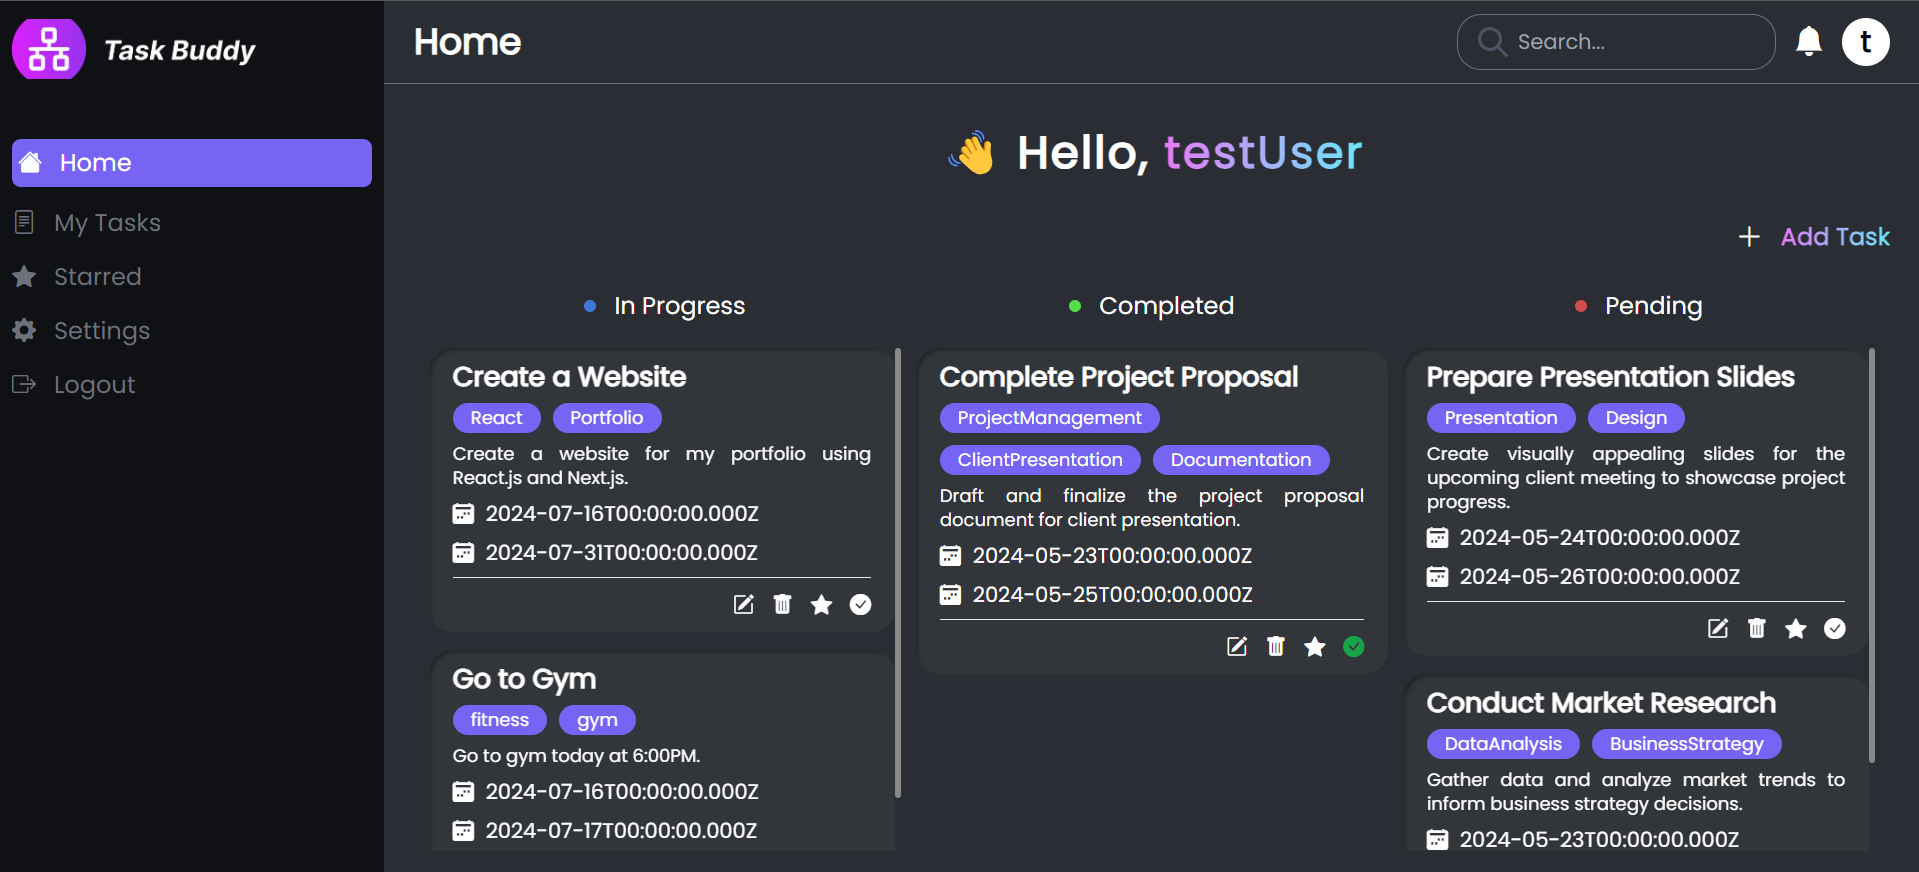 Task Buddy
Home
My Tasks
Starred
Settings
Logout
Home
Search...
t
👋 Hello, testUser
+ Add Task
In Progress
Create a Website
React Portfolio
Create a website for my portfolio using
React.js and Next.js.
2024-07-16T00:00:00.000Z
2024-07-31T00:00:00.000Z
Go to Gym
fitness gym
Go to gym today at 6:00PM.
2024-07-16T00:00:00.000Z
2024-07-17T00:00:00.000Z
Completed
Complete Project Proposal
ProjectManagement
ClientPresentation Documentation
Draft and finalize the project proposal
document for client presentation.
2024-05-23T00:00:00.000Z
2024-05-25T00:00:00.000Z
Pending
Prepare Presentation Slides
Presentation Design
Create visually appealing slides for the
upcoming client meeting to showcase project
progress.
2024-05-24T00:00:00.000Z
2024-05-26T00:00:00.000Z
Conduct Market Research
DataAnalysis BusinessStrategy
Gather data and analyze market trends to
inform business strategy decisions.
2024-05-23T00:00:00.000Z